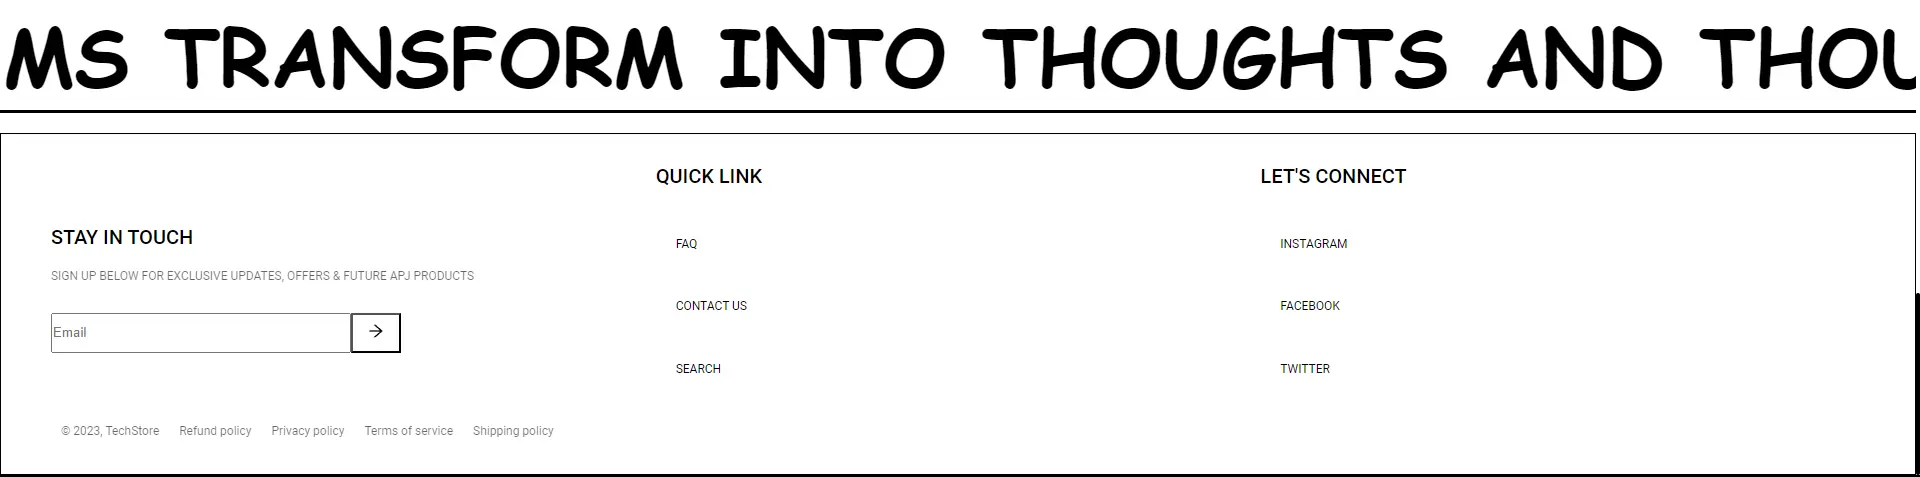 MS TRANSFORM INTO THOUGHTS AND THOU
QUICK LINK
LET'S CONNECT
STAY IN TOUCH
FAQ
INSTAGRAM
SIGN UP BELOW FOR EXCLUSIVE UPDATES, OFFERS & FUTURE APJ PRODUCTS
CONTACT US
FACEBOOK
Email
SEARCH
TWITTER
© 2023, TechStore Refund policy Privacy policy Terms of service Shipping policy